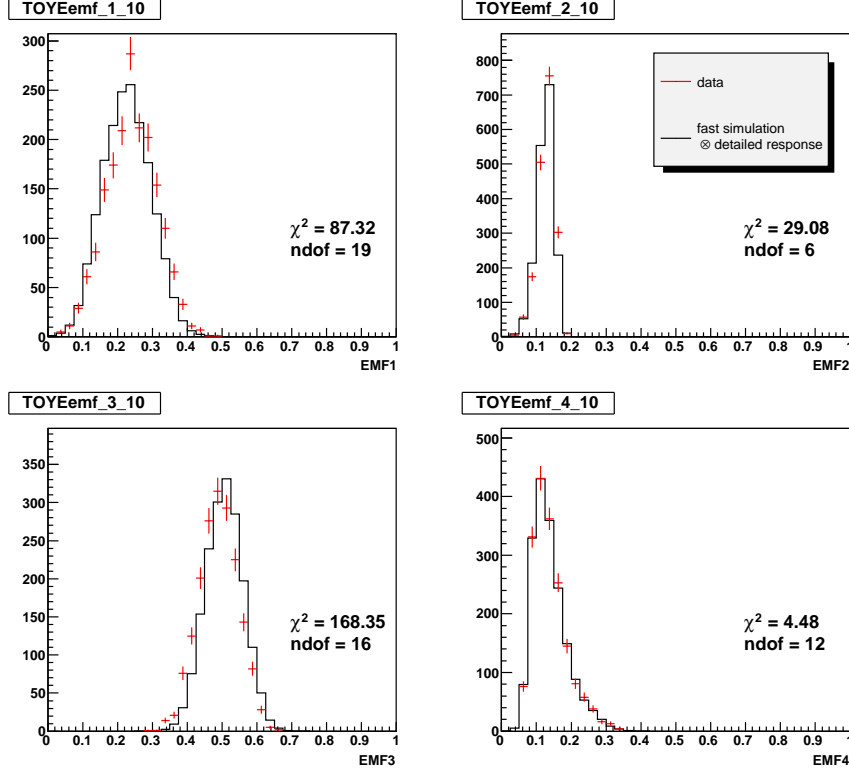 TOYEemf_1_10
300
250
200
150
100
50
0
0 0.1 0.2 0.3 0.4 0.5 0.6 0.7 0.8 0.9 1
EMF1
χ² = 87.32
ndof = 19
TOYEemf_2_10
800
700
600
500
400
300
200
100
0
0 0.1 0.2 0.3 0.4 0.5 0.6 0.7 0.8 0.9 1
EMF2
data
fast simulation
⊗ detailed response
χ² = 29.08
ndof = 6
TOYEemf_3_10
350
300
250
200
150
100
50
0
0 0.1 0.2 0.3 0.4 0.5 0.6 0.7 0.8 0.9 1
EMF3
χ² = 168.35
ndof = 16
TOYEemf_4_10
500
400
300
200
100
0
0 0.1 0.2 0.3 0.4 0.5 0.6 0.7 0.8 0.9 1
EMF4
χ² = 4.48
ndof = 12